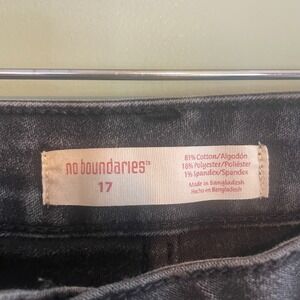 no boundaries™
17
81% Cotton/Algodón
18% Polyester/Poliéster
1% Spandex/Spandex
Made in Bangladesh
Hecho en Bangladesh